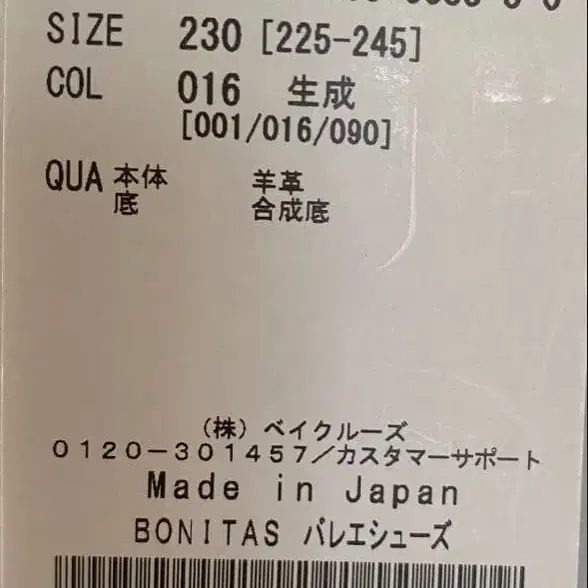 SIZE 230 [225-245]
COL 016 生成
[001/016/090]
QUA 本体 羊革
底 合成底
（株）ベイクルーズ
０１２０－３０１４５７／カスタマーサポート
Made in Japan
BONITAS バレエシューズ